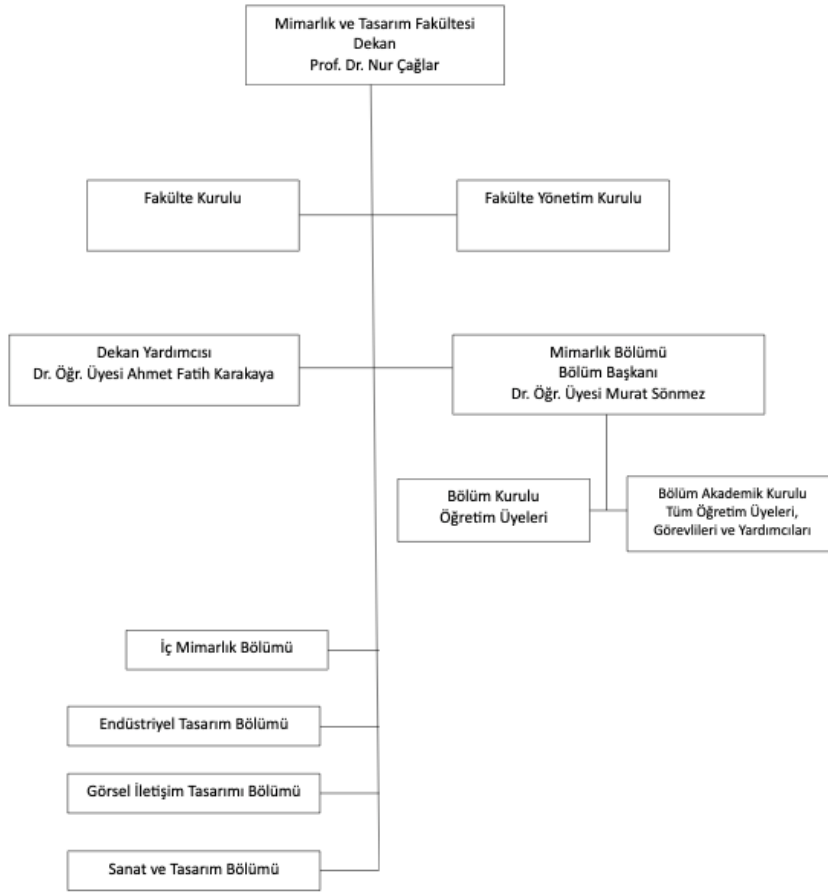 Mimarlık ve Tasarım Fakültesi
Dekan
Prof. Dr. Nur Çağlar
Fakülte Kurulu
Fakülte Yönetim Kurulu
Dekan Yardımcısı
Dr. Öğr. Üyesi Ahmet Fatih Karakaya
Mimarlık Bölümü
Bölüm Başkanı
Dr. Öğr. Üyesi Murat Sönmez
Bölüm Kurulu
Öğretim Üyeleri
Bölüm Akademik Kurulu
Tüm Öğretim Üyeleri,
Görevlileri ve Yardımcıları
İç Mimarlık Bölümü
Endüstriyel Tasarım Bölümü
Görsel İletişim Tasarımı Bölümü
Sanat ve Tasarım Bölümü